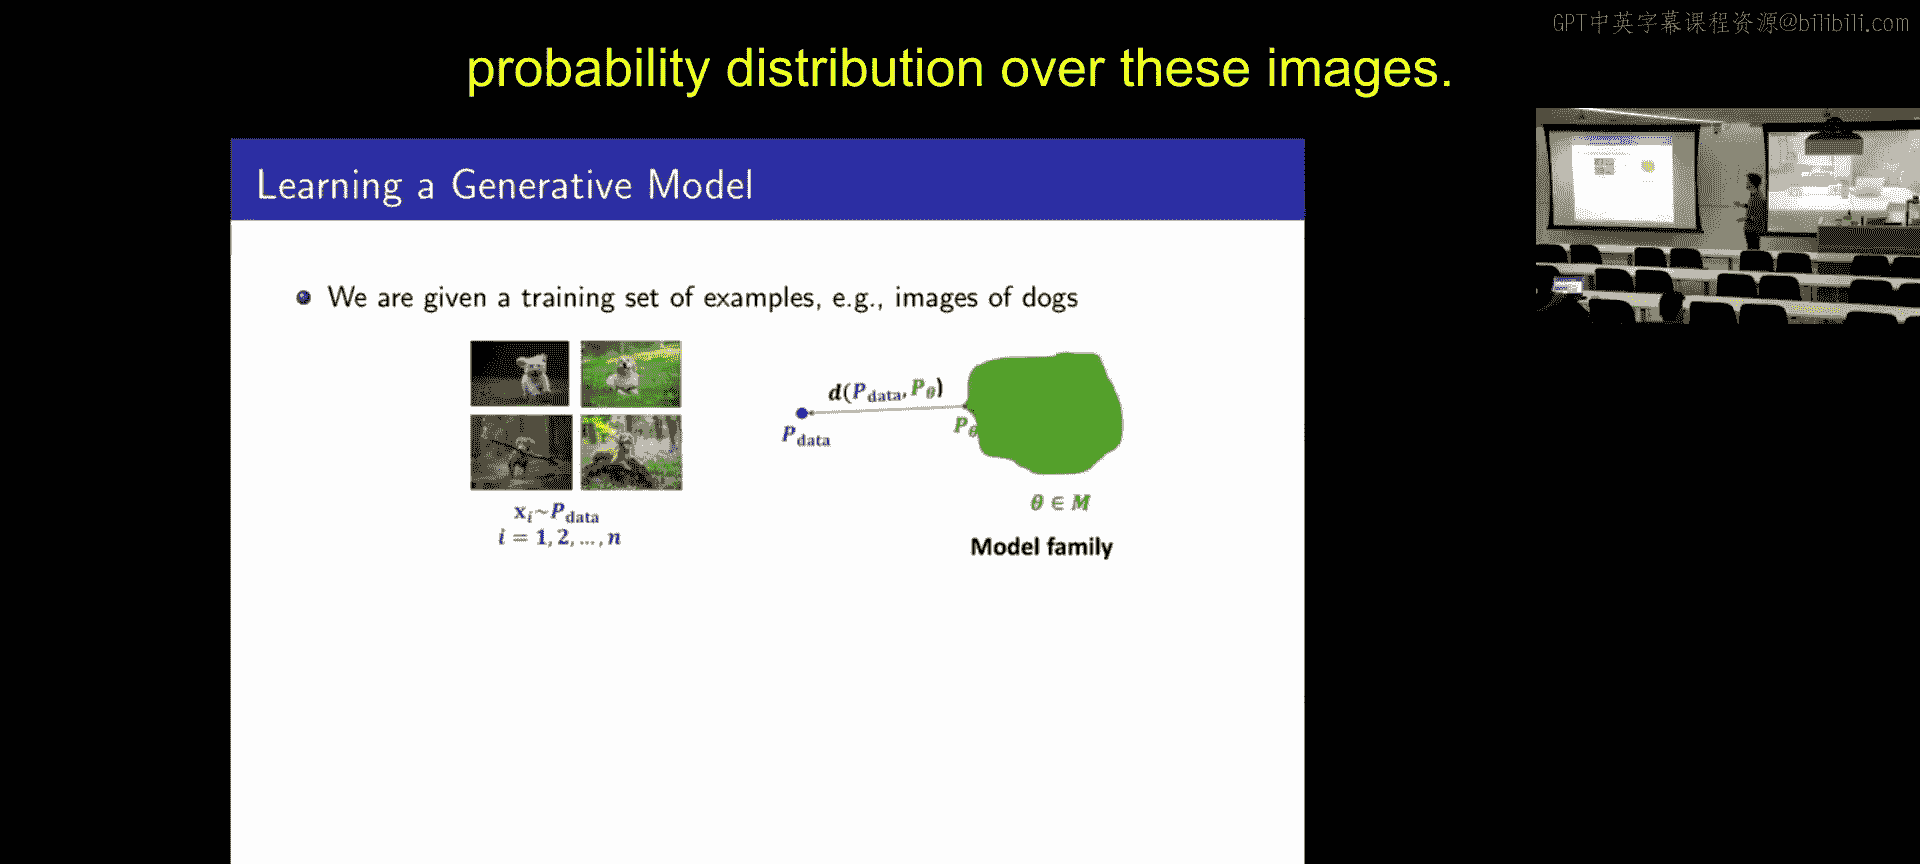 GPT中英字幕课程资源@bilibili.com
probability distribution over these images.
Learning a Generative Model
We are given a training set of examples, e.g., images of dogs
d(Pdata, Pθ)
Pdata
Pθ
xi~Pdata
i = 1, 2, ..., n
θ ∈ M
Model family